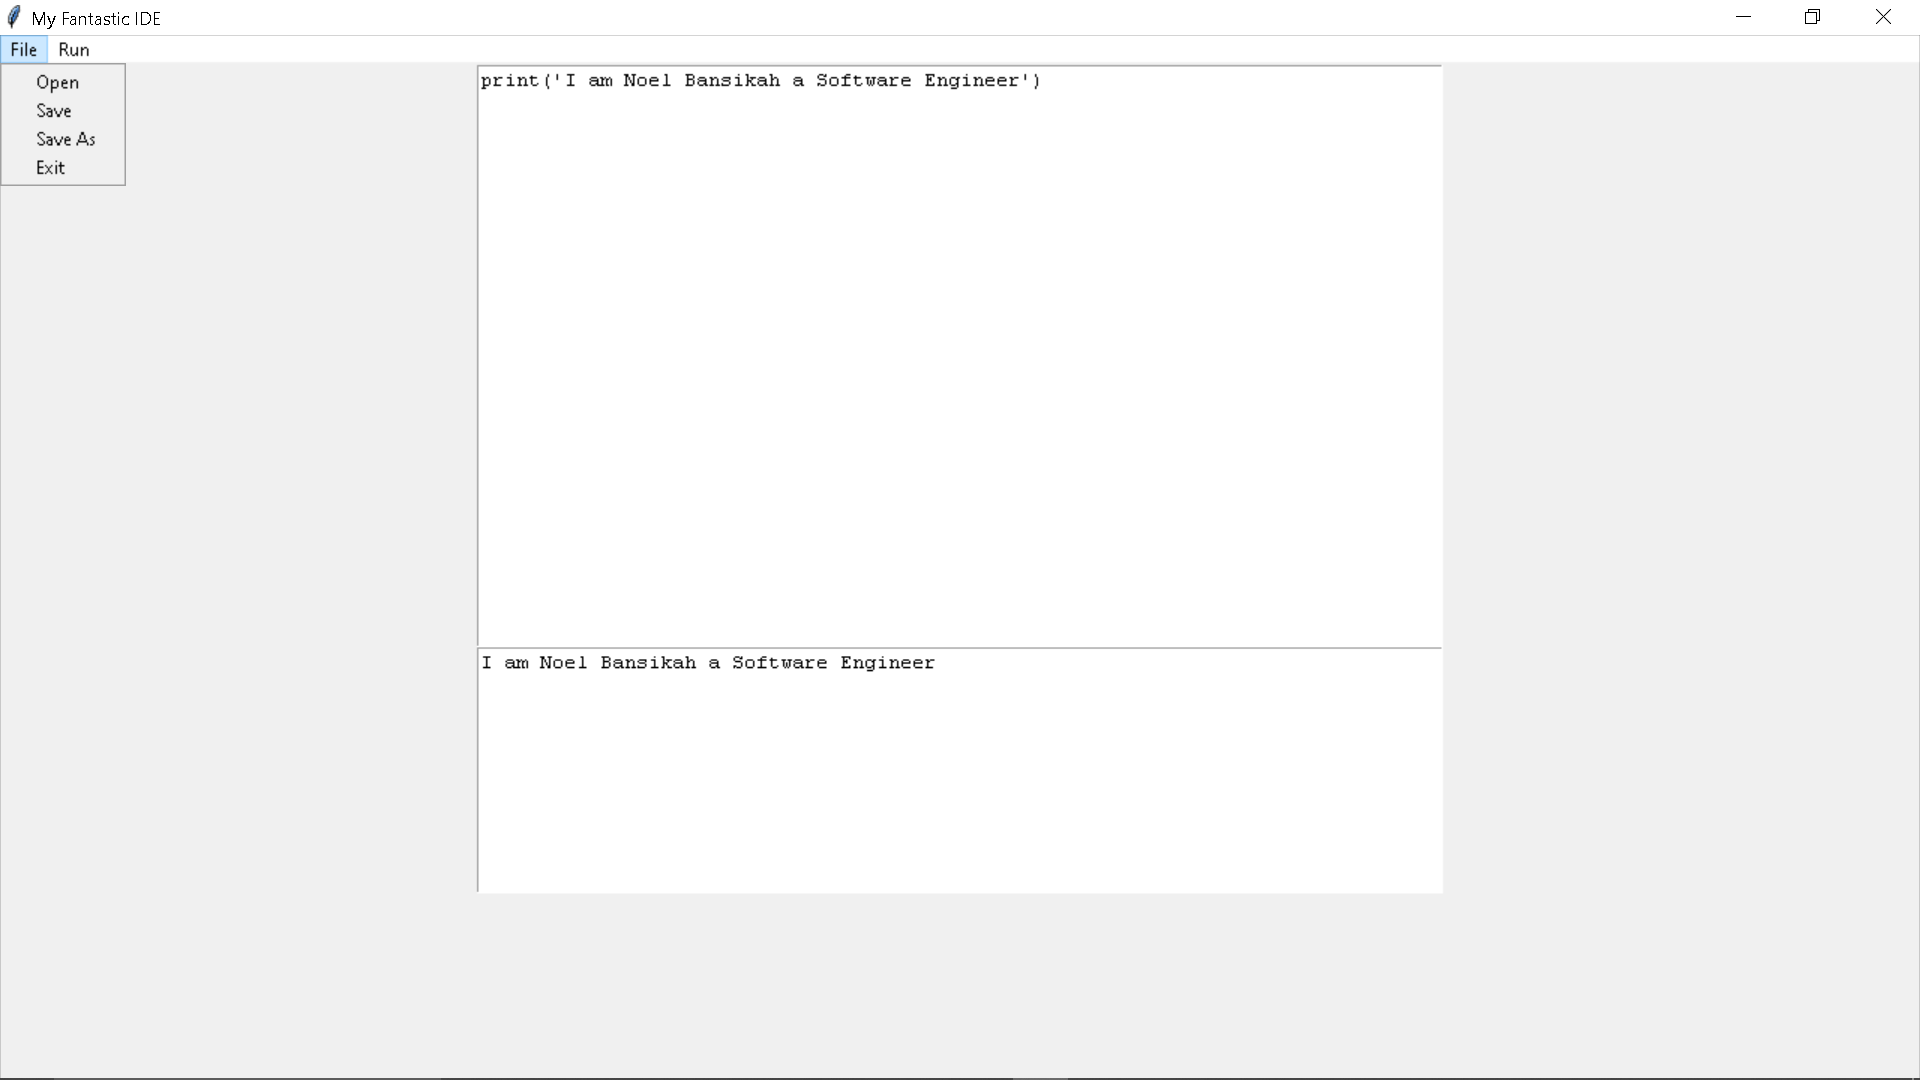 My Fantastic IDE
File Run
Open
Save
Save As
Exit
print('I am Noel Bansikah a Software Engineer')
I am Noel Bansikah a Software Engineer